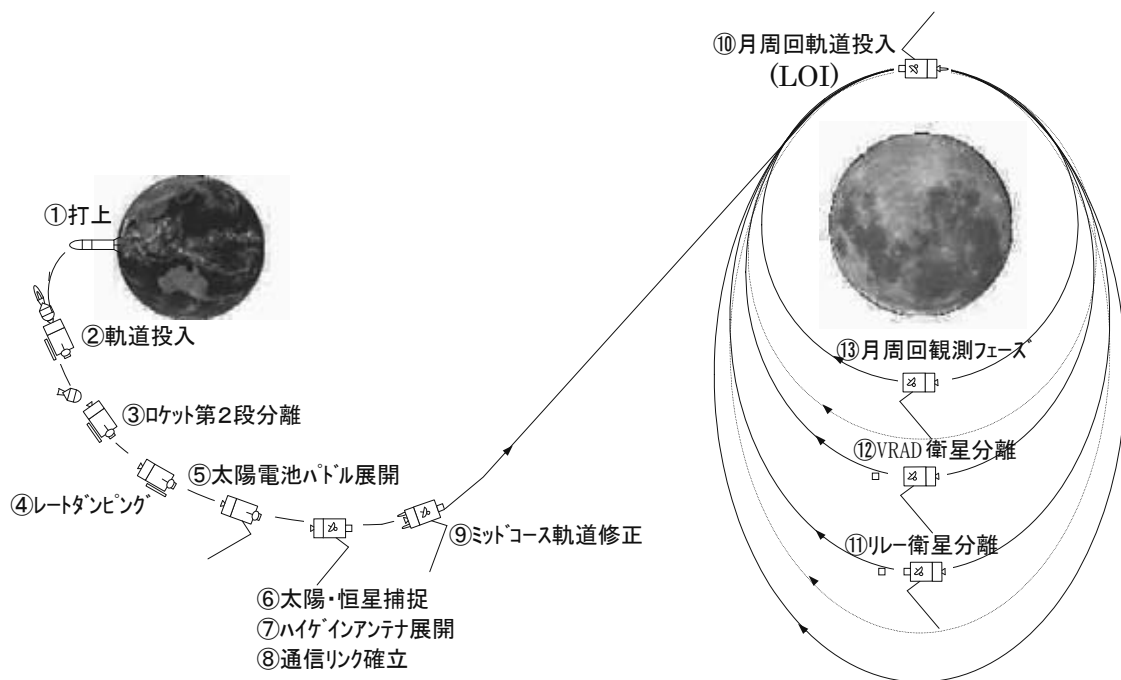 ①打上
②軌道投入
③ロケット第2段分離
④レートダンピング
⑤太陽電池パドル展開
⑥太陽・恒星捕捉
⑦ハイゲインアンテナ展開
⑧通信リンク確立
⑨ミッドコース軌道修正
⑩月周回軌道投入
(LOI)
⑪リレー衛星分離
⑫VRAD衛星分離
⑬月周回観測フェーズ